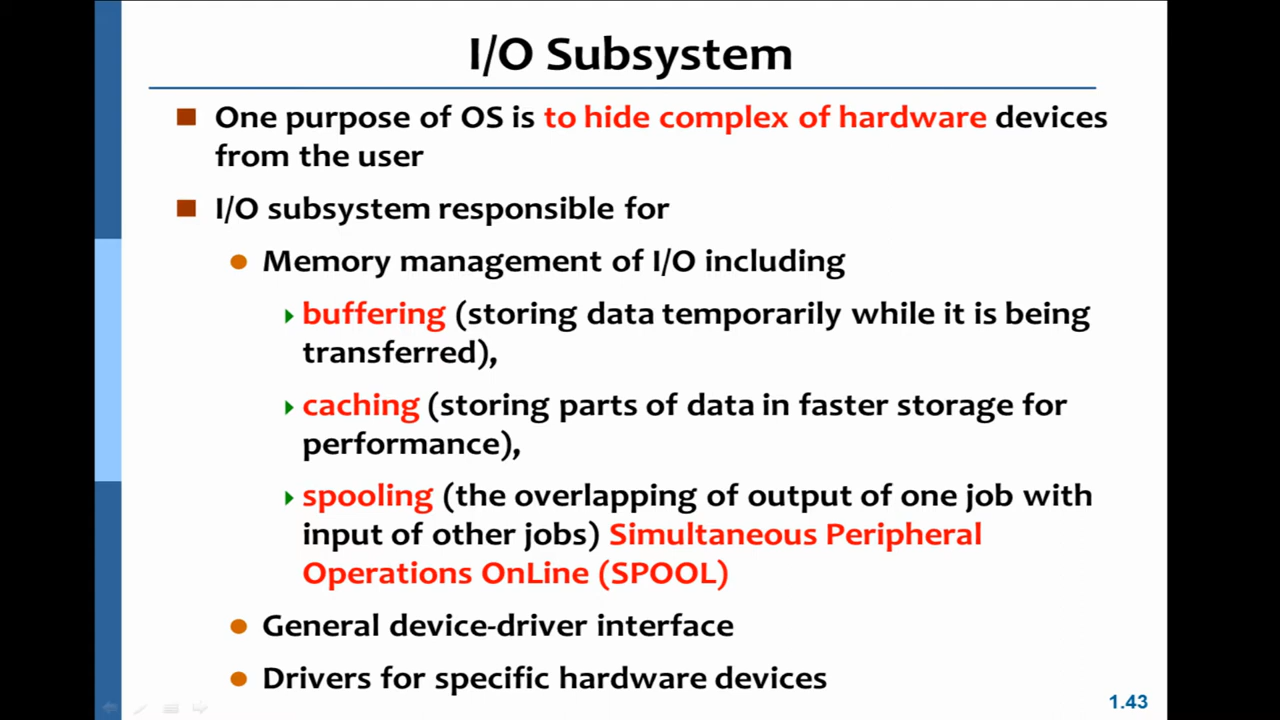 I/O Subsystem
One purpose of OS is to hide complex of hardware devices
from the user
I/O subsystem responsible for
Memory management of I/O including
buffering (storing data temporarily while it is being
transferred),
caching (storing parts of data in faster storage for
performance),
spooling (the overlapping of output of one job with
input of other jobs) Simultaneous Peripheral
Operations OnLine (SPOOL)
General device-driver interface
Drivers for specific hardware devices
1.43